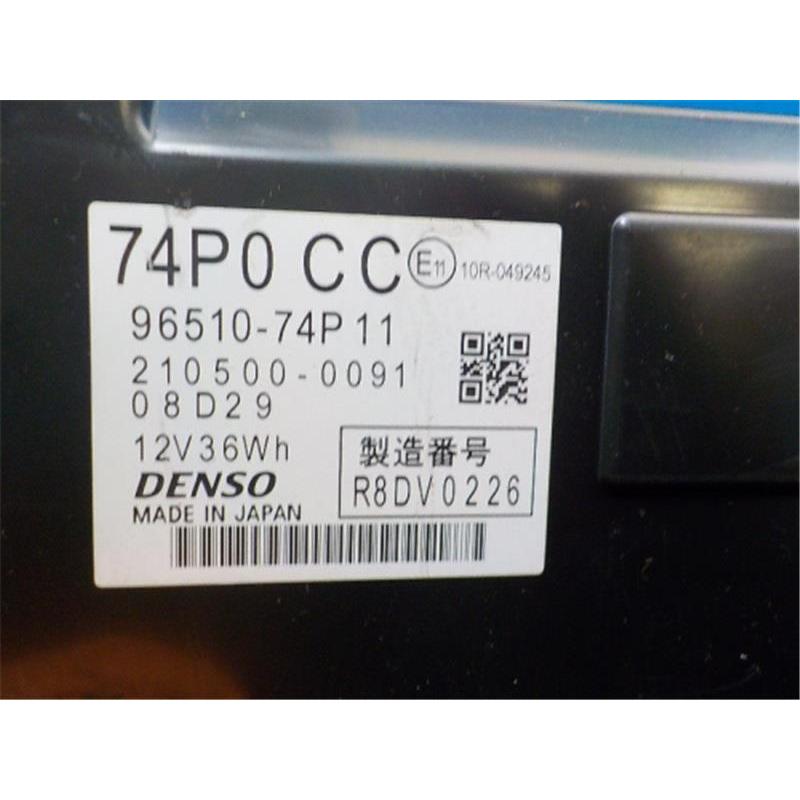 74P0 CC E11 10R-049245
96510-74P11
210500-0091
08D29
12V36Wh
DENSO
MADE IN JAPAN
製造番号
R8DV0226